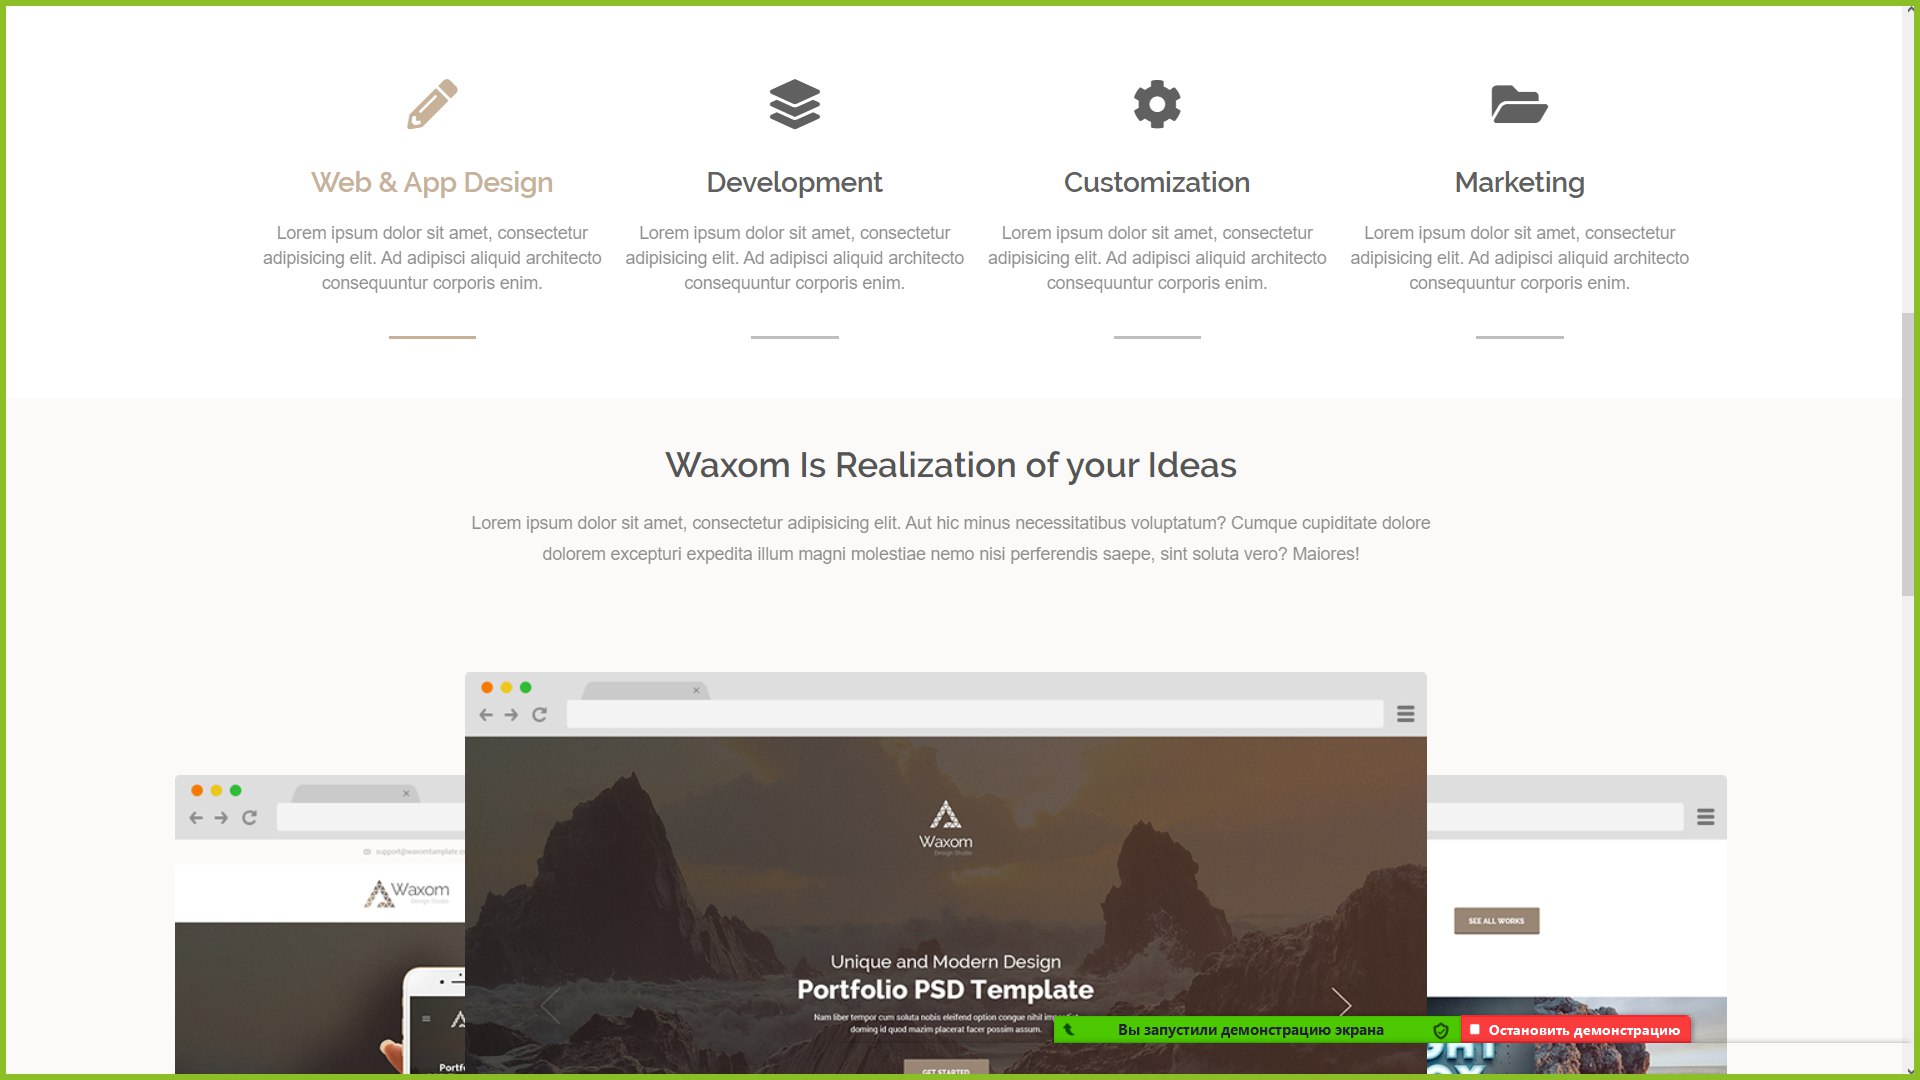 Web & App Design
Lorem ipsum dolor sit amet, consectetur
adipisicing elit. Ad adipisci aliquid architecto
consequuntur corporis enim.
Development
Lorem ipsum dolor sit amet, consectetur
adipisicing elit. Ad adipisci aliquid architecto
consequuntur corporis enim.
Customization
Lorem ipsum dolor sit amet, consectetur
adipisicing elit. Ad adipisci aliquid architecto
consequuntur corporis enim.
Marketing
Lorem ipsum dolor sit amet, consectetur
adipisicing elit. Ad adipisci aliquid architecto
consequuntur corporis enim.
Waxom Is Realization of your Ideas
Lorem ipsum dolor sit amet, consectetur adipisicing elit. Aut hic minus necessitatibus voluptatum? Cumque cupiditate dolore
dolorem excepturi expedita illum magni molestiae nemo nisi perferendis saepe, sint soluta vero? Maiores!
Waxom
Design Studio
Waxom
Design Studio
SEE ALL WORKS
Unique and Modern Design
Portfolio PSD Template
Nam liber tempor cum soluta nobis eleifend option congue nihil
doming id quod mazim placerat facer possim assum.
GET STARTED
Вы запустили демонстрацию экрана
Остановить демонстрацию